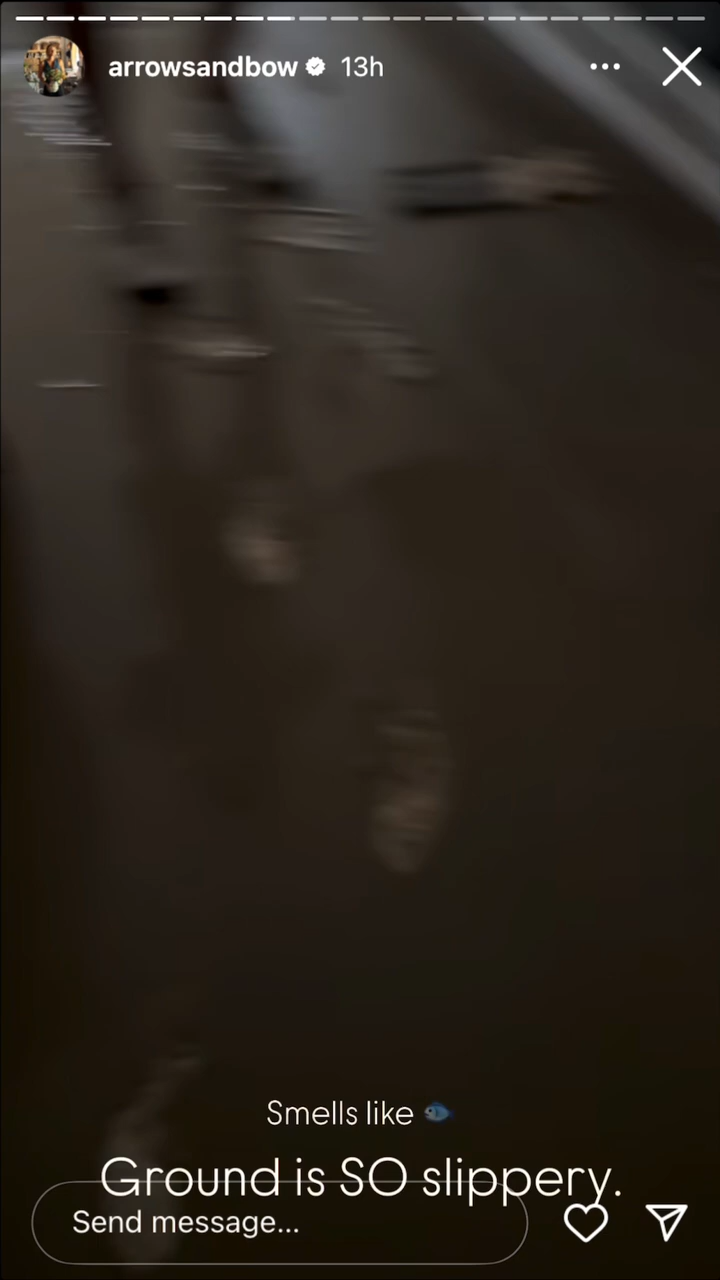 arrowsandbow 13h
Smells like 🐟
Ground is SO slippery.
Send message...